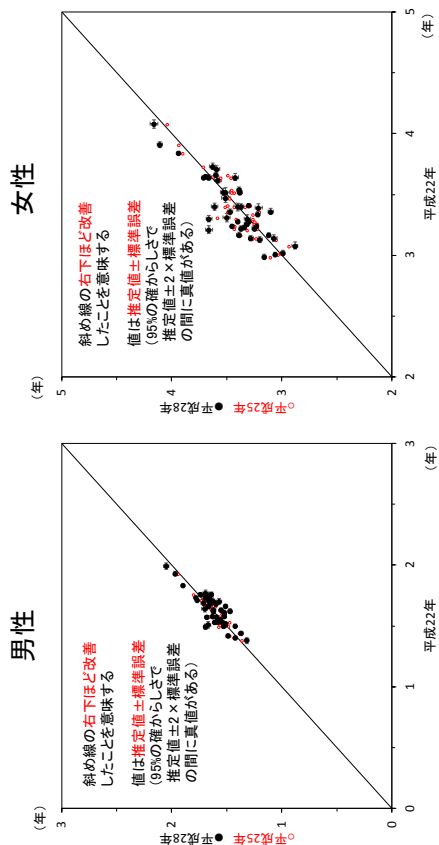 男性
(年)
斜め線の右下ほど改善
したことを意味する
値は推定値±標準誤差
(95%の確からしさで
推定値±2×標準誤差
の間に真値がある)
3
2
1
0
●平成28年
○平成25年
0
1
2
3
(年)
平成22年
女性
(年)
斜め線の右下ほど改善
したことを意味する
値は推定値±標準誤差
(95%の確からしさで
推定値±2×標準誤差
の間に真値がある)
5
4
3
2
●平成28年
○平成25年
2
3
4
5
(年)
平成22年